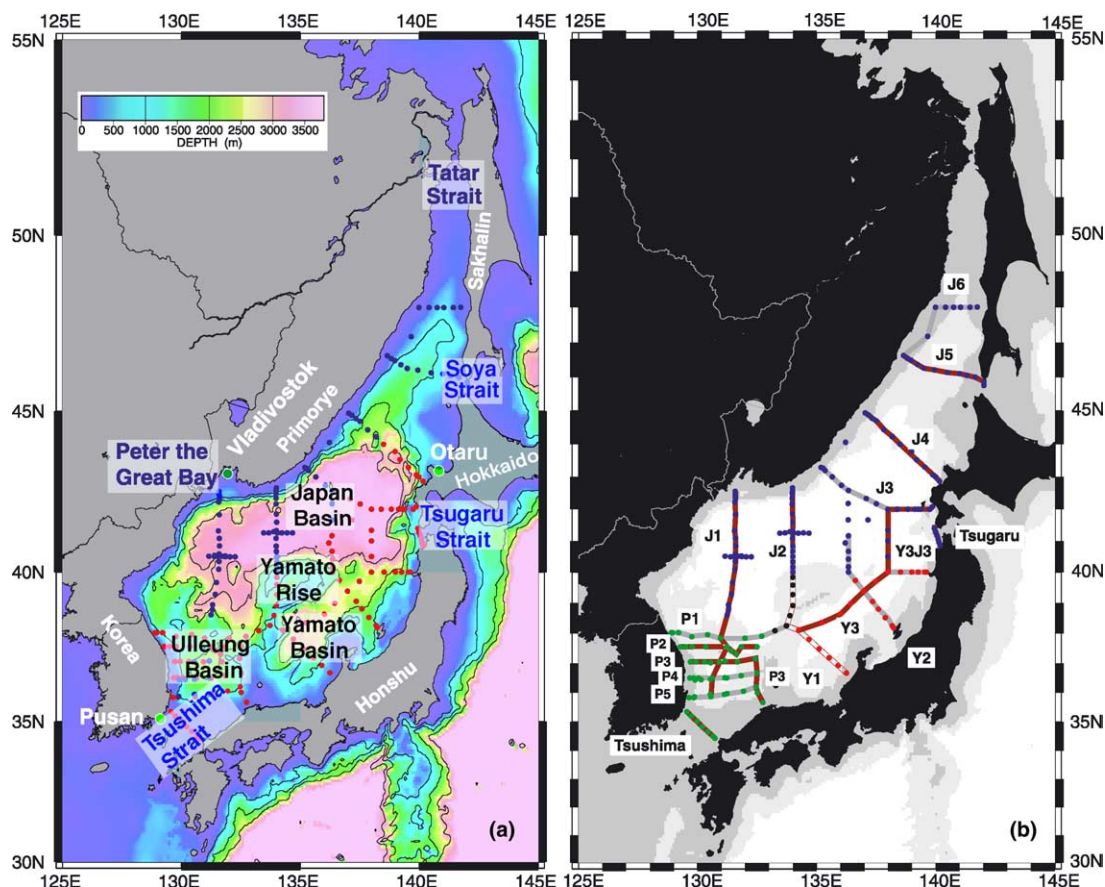 125E 130E 135E 140E 145E
55N
50N
45N
40N
35N
30N
0 500 1000 1500 2000 2500 3000 3500
DEPTH (m)
Tatar
Strait
Sakhalin
Soya
Strait
Vladivostok
Primorye
Peter the
Great Bay
Otaru
Hokkaido
Japan
Basin
Tsugaru
Strait
Yamato
Rise
Korea
Ulleung
Basin
Yamato
Basin
Honshu
Pusan
Tsushima
Strait
(a)
125E 130E 135E 140E 145E
125E 130E 135E 140E 145E
55N
50N
45N
40N
35N
30N
J6
J5
J4
J3
J1
J2
Y3J3
Tsugaru
P1
P2
P3
P4
P5
P3
Y3
Y1
Y2
Tsushima
(b)
125E 130E 135E 140E 145E